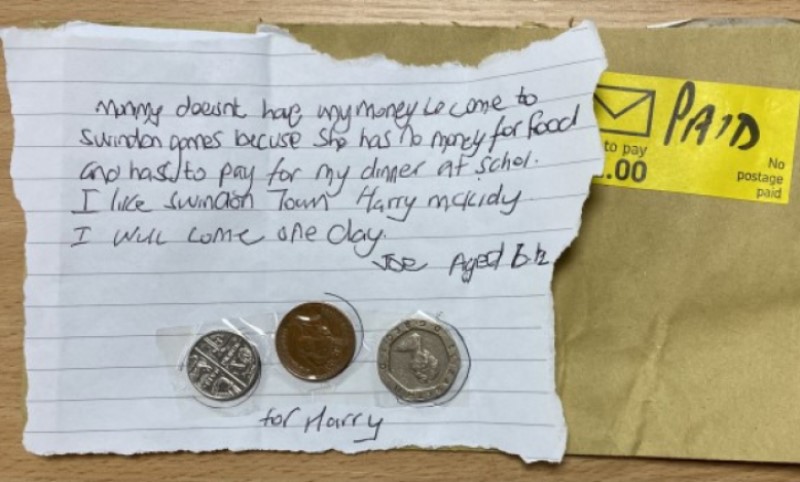 Mummy doesnt have any money to come to
Swindon games becuse she has no money for food
and has to pay for my dinner at schol.
I like Swindon Town Harry mckidy.
I will come one day.
Joe Aged 6 ½
for Harry
PAID
to pay
.00
No
postage
paid